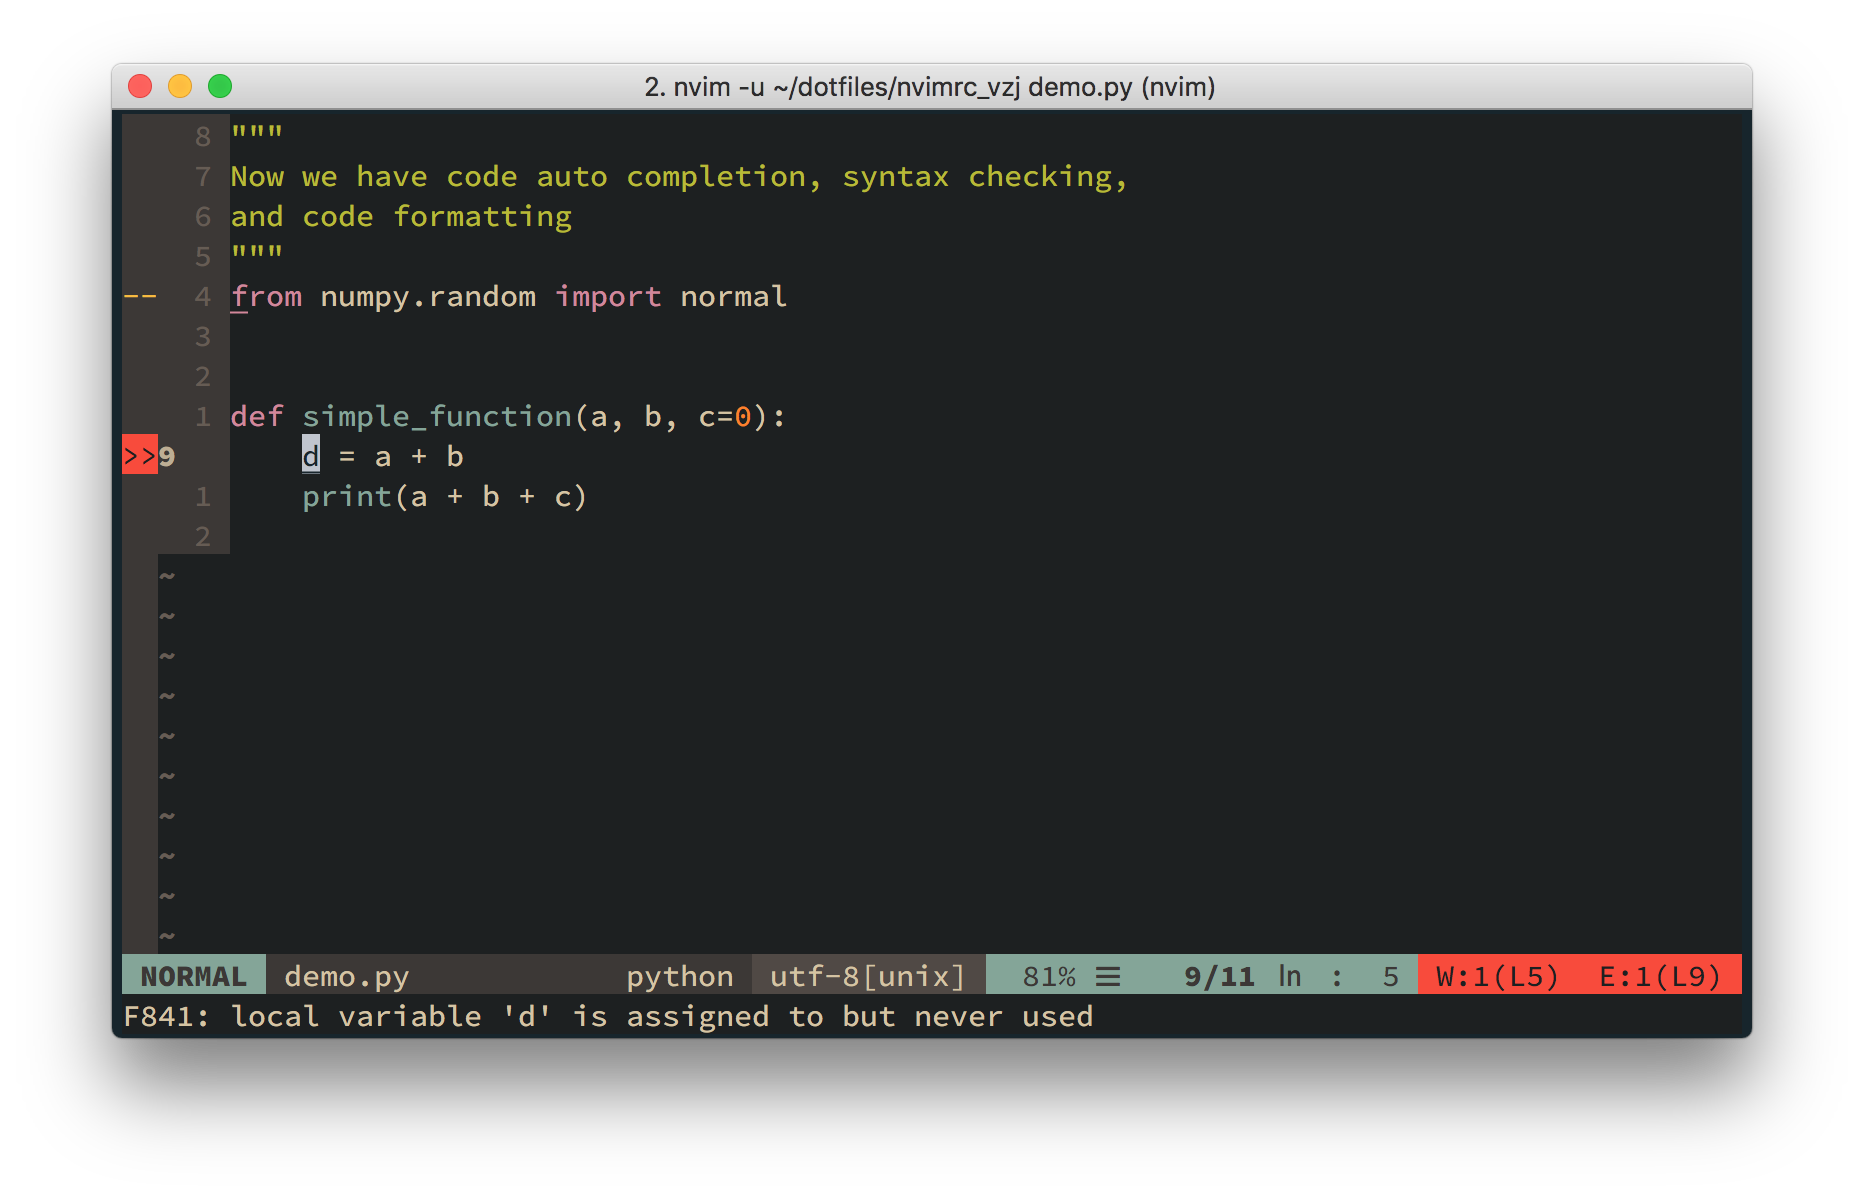 2. nvim -u ~/dotfiles/nvimrc_vzj demo.py (nvim)
8 """
7 Now we have code auto completion, syntax checking,
6 and code formatting
5 """
-- 4 from numpy.random import normal
3
2
1 def simple_function(a, b, c=0):
>>9 d = a + b
1 print(a + b + c)
2
~
~
~
~
~
~
~
~
~
~
NORMAL demo.py python utf-8[unix] 81% ☰ 9/11 ln : 5 W:1(L5) E:1(L9)
F841: local variable 'd' is assigned to but never used